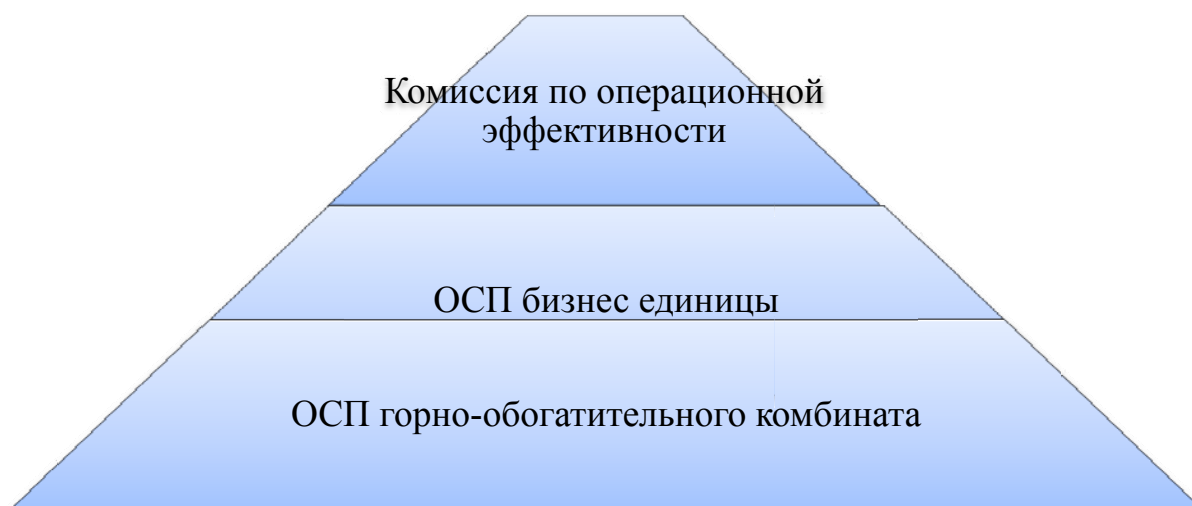 Комиссия по операционной
эффективности
ОСП бизнес единицы
ОСП горно-обогатительного комбината